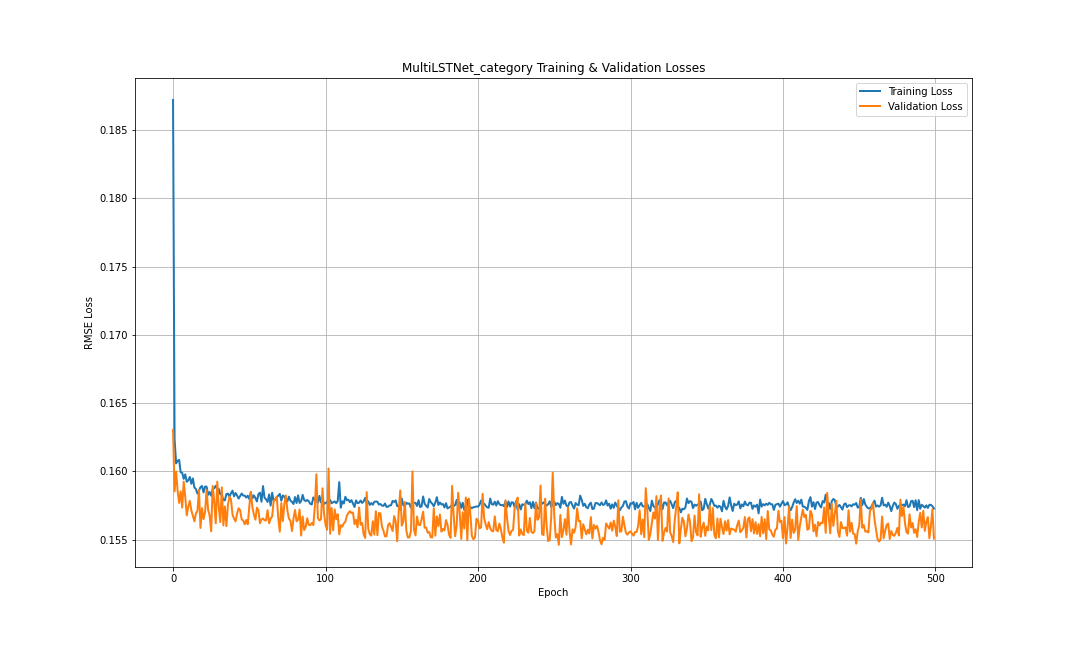 MultiLSTNet_category Training & Validation Losses
Training Loss
Validation Loss
0.185
0.180
0.175
0.170
0.165
0.160
0.155
RMSE Loss
0
100
200
300
400
500
Epoch